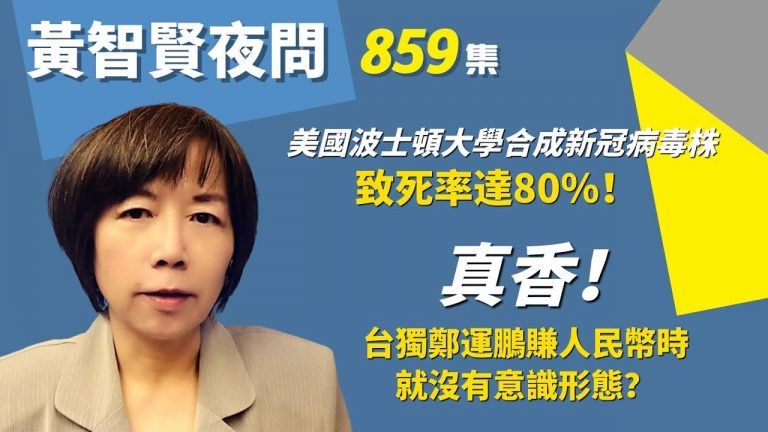 黃智賢夜問 859集
美國波士頓大學合成新冠病毒株
致死率達80%!
真香!
台獨鄭運鵬賺人民幣時
就沒有意識形態?